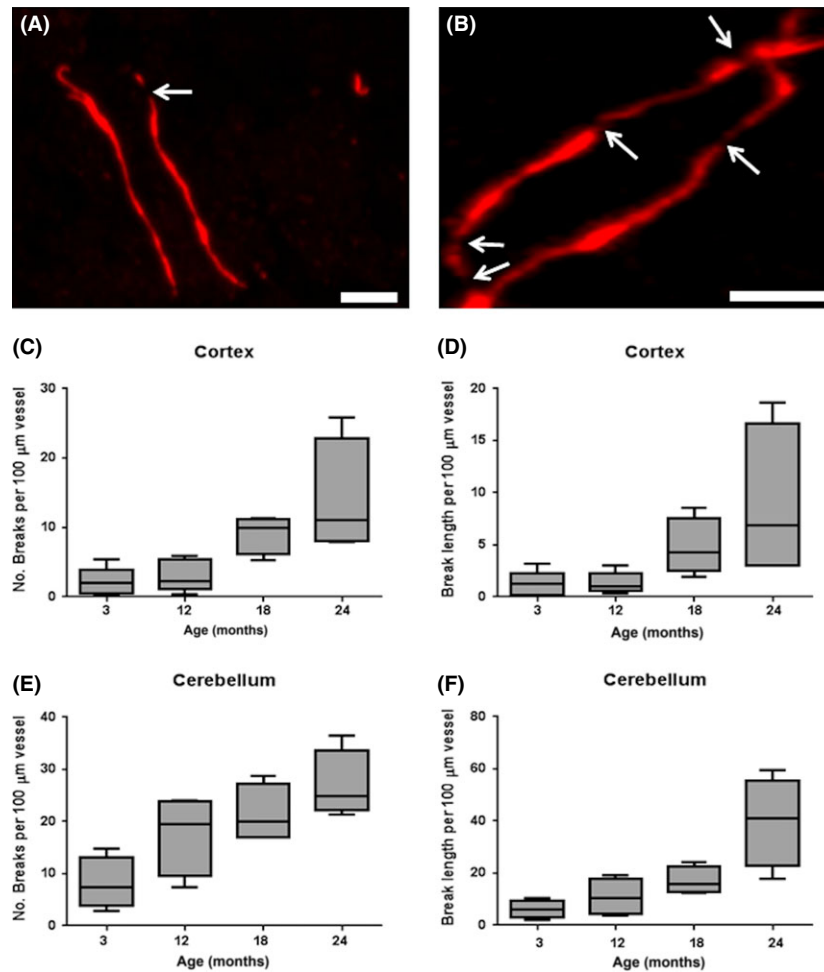 (A)
(B)
(C)
Cortex
No. Breaks per 100 μm vessel
30
20
10
0
3 12 18 24
Age (months)
(D)
Cortex
Break length per 100 μm vessel
20
15
10
5
0
3 12 18 24
Age (months)
(E)
Cerebellum
No. Breaks per 100 μm vessel
40
30
20
10
0
3 12 18 24
Age (months)
(F)
Cerebellum
Break length per 100 μm vessel
80
60
40
20
0
3 12 18 24
Age (months)